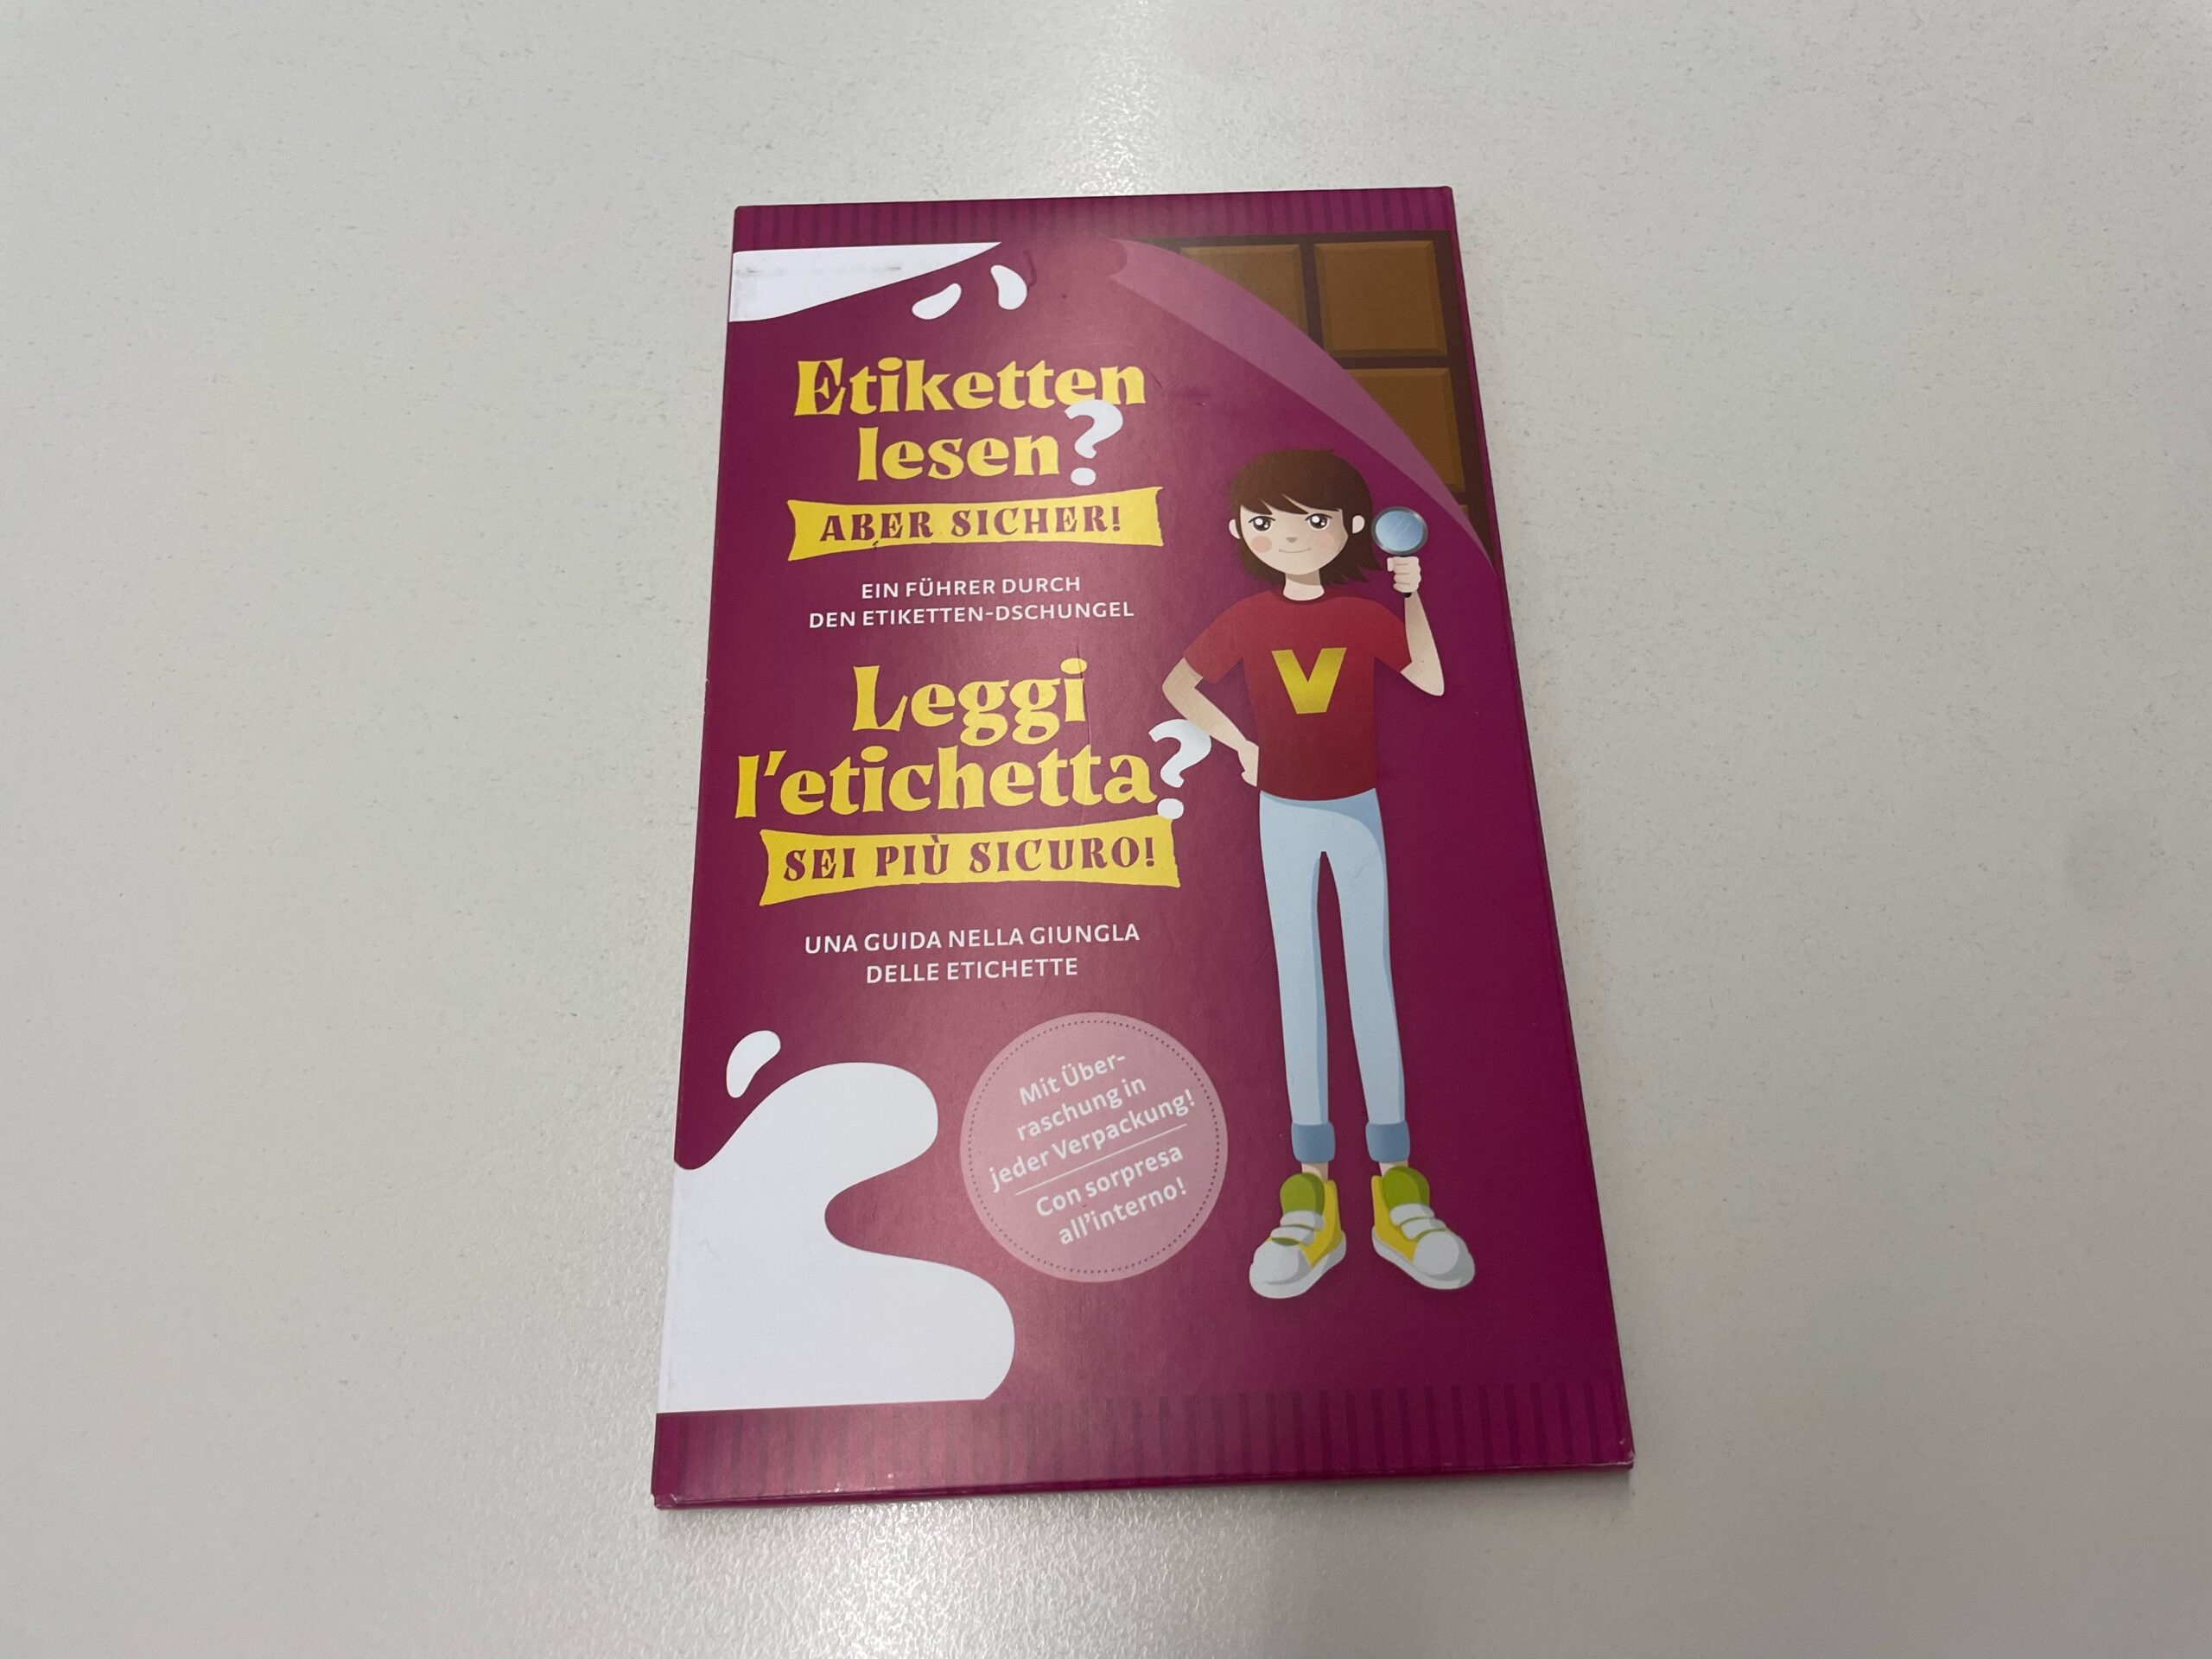 Etiketten
lesen?
ABER SICHER!
EIN FÜHRER DURCH
DEN ETIKETTEN-DSCHUNGEL
Leggi
l'etichetta?
SEI PIÙ SICURO!
UNA GUIDA NELLA GIUNGLA
DELLE ETICHETTE
V
Mit Über-
raschung in
jeder Verpackung!
Con sorpresa
all'interno!